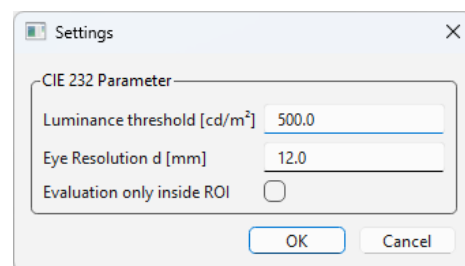 Settings
CIE 232 Parameter
Luminance threshold [cd/m²] 500.0
Eye Resolution d [mm] 12.0
Evaluation only inside ROI
OK Cancel